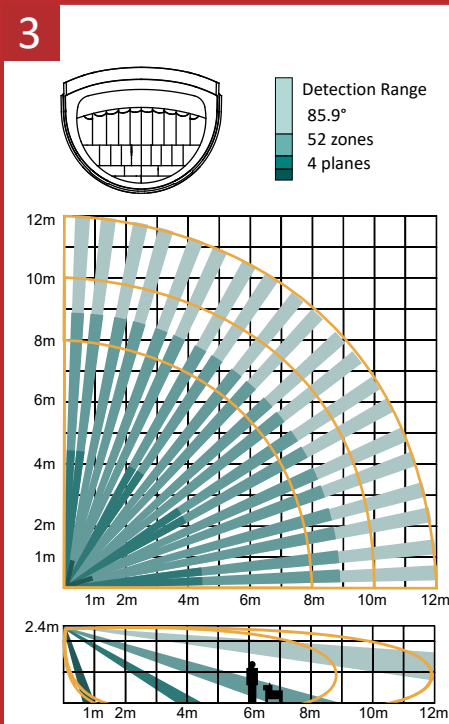 3
Detection Range
85.9°
52 zones
4 planes
12m
10m
8m
6m
4m
2m
1m
1m 2m 4m 6m 8m 10m 12m
2.4m
1m 2m 4m 6m 8m 10m 12m